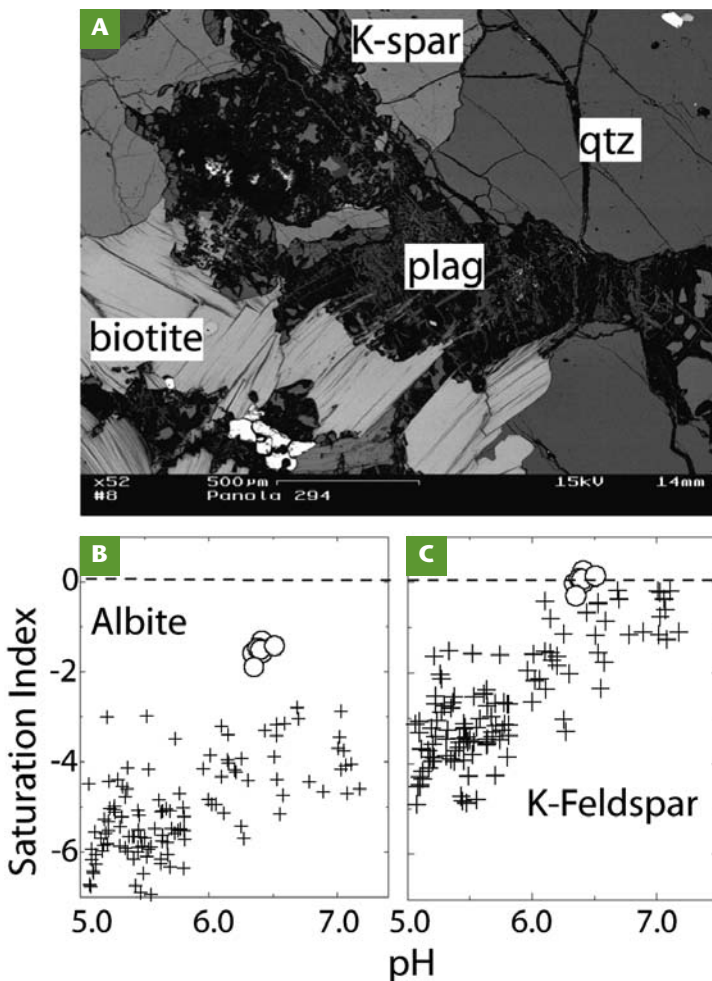 A
K-spar
qtz
plag
biotite
x52 500µm 15kV 14mm
#8 Panola 294
B
C
0
-2
-4
-6
Albite
K-Feldspar
Saturation Index
5.0 6.0 7.0 5.0 6.0 7.0
pH